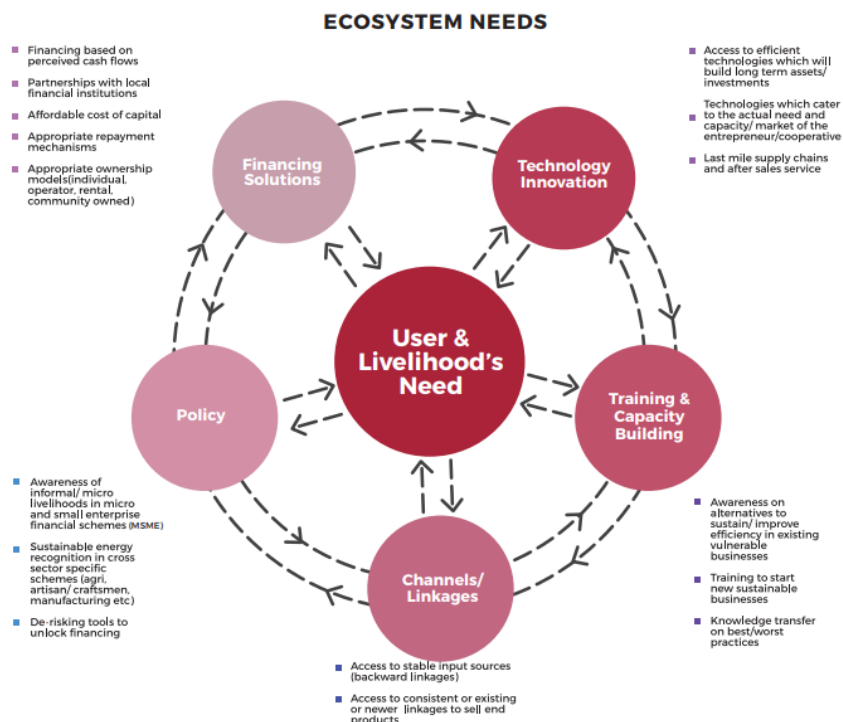 ECOSYSTEM NEEDS
Financing based on
perceived cash flows
Partnerships with local
financial institutions
Affordable cost of capital
Appropriate repayment
mechanisms
Appropriate ownership
models(individual,
operator, rental,
community owned)
Access to efficient
technologies which will
build long term assets/
investments
Technologies which cater
to the actual need and
capacity/ market of the
entrepreneur/cooperative
Last mile supply chains
and after sales service
Financing
Solutions
Technology
Innovation
User &
Livelihood's
Need
Policy
Training &
Capacity
Building
Channels/
Linkages
Awareness of
informal/ micro
livelihoods in micro
and small enterprise
financial schemes (MSME)
Sustainable energy
recognition in cross
sector specific
schemes (agri,
artisan/ craftsmen,
manufacturing etc)
De-risking tools to
unlock financing
Awareness on
alternatives to
sustain/ improve
efficiency in existing
vulnerable
businesses
Training to start
new sustainable
businesses
Knowledge transfer
on best/worst
practices
Access to stable input sources
(backward linkages)
Access to consistent or existing
or newer linkages to sell end
products